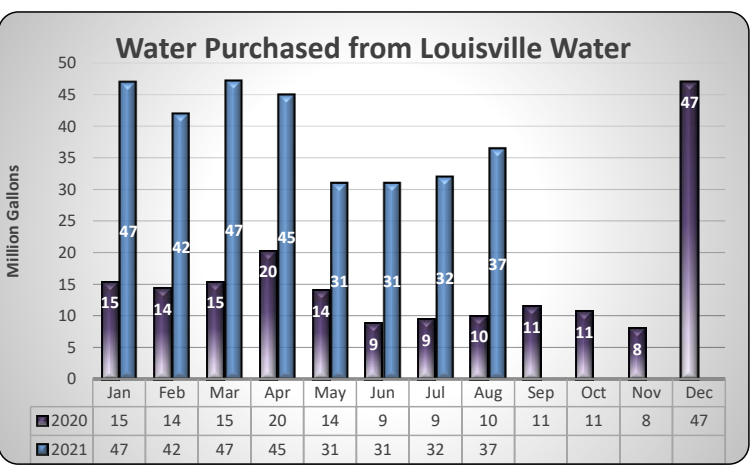 Water Purchased from Louisville Water
Million Gallons
50
45
40
35
30
25
20
15
10
5
0
15 47 14 42 15 47 20 45 14 31 9 31 9 32 10 37 11 11 8 47
Jan Feb Mar Apr May Jun Jul Aug Sep Oct Nov Dec
2020 15 14 15 20 14 9 9 10 11 11 8 47
2021 47 42 47 45 31 31 32 37